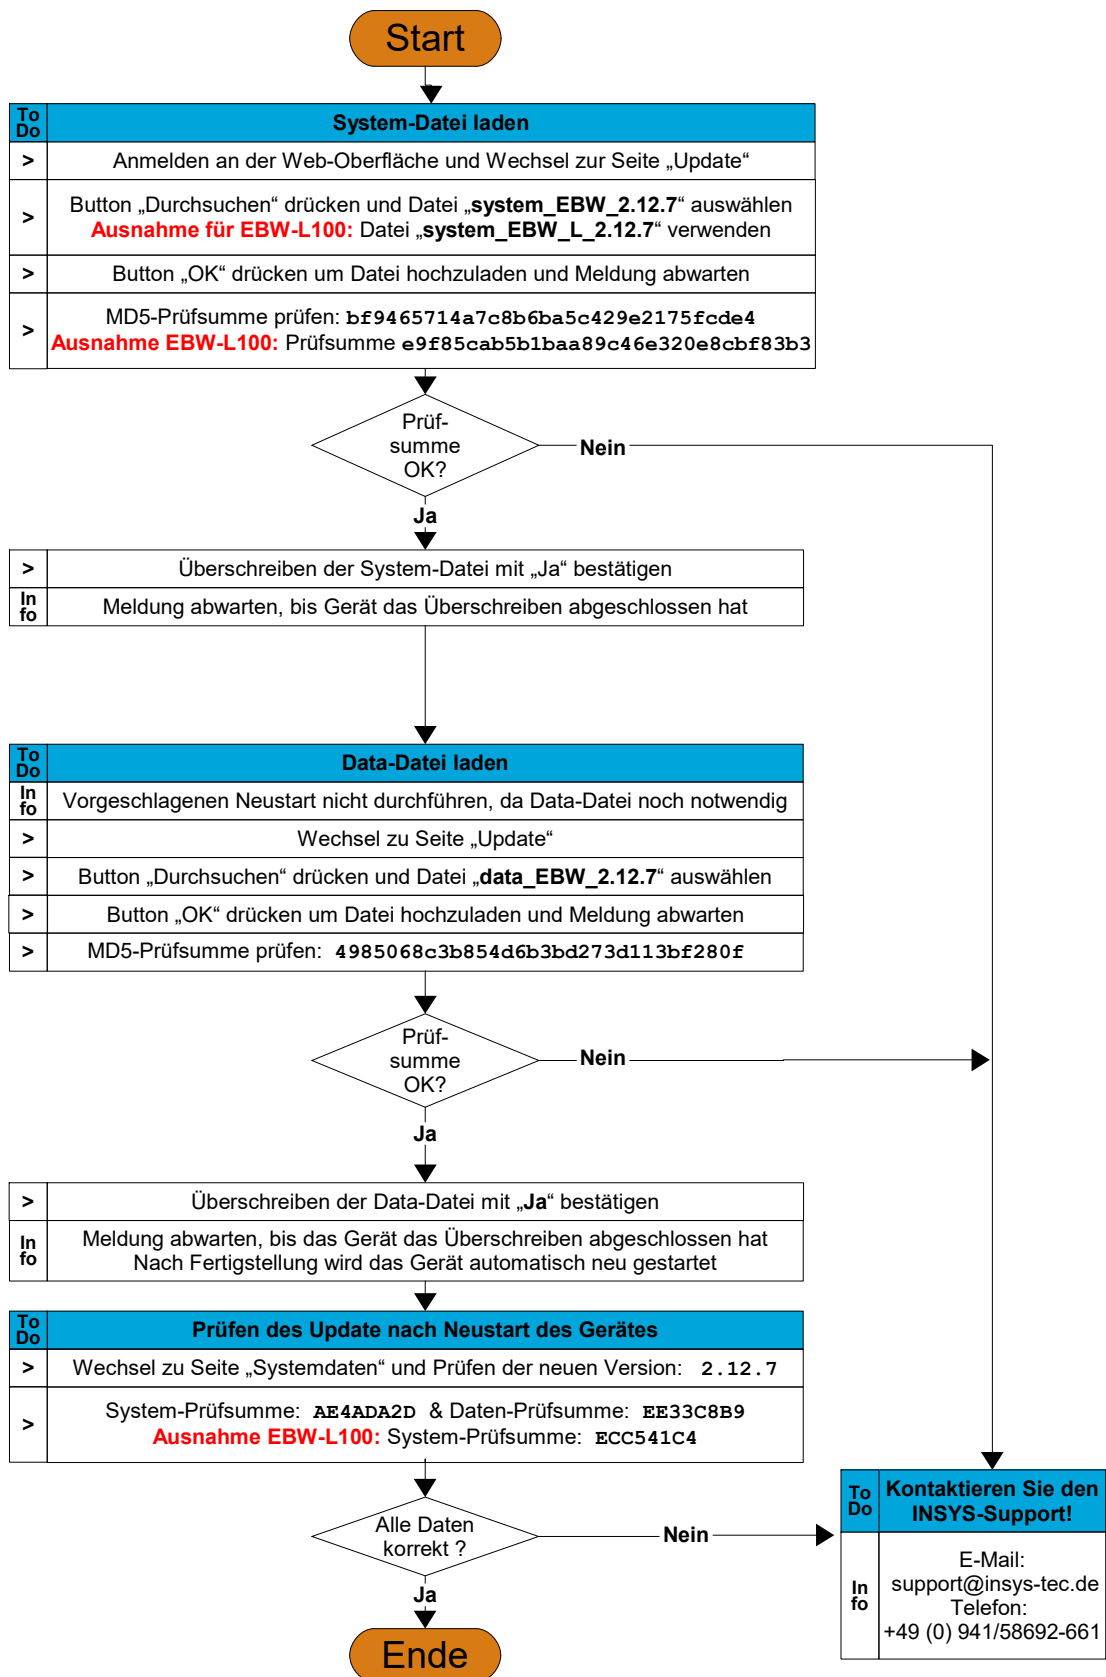 Start
To
Do
System-Datei laden
> Anmelden an der Web-Oberfläche und Wechsel zur Seite „Update“
> Button „Durchsuchen“ drücken und Datei „system_EBW_2.12.7“ auswählen
Ausnahme für EBW-L100: Datei „system_EBW_L_2.12.7“ verwenden
> Button „OK“ drücken um Datei hochzuladen und Meldung abwarten
> MD5-Prüfsumme prüfen: bf9465714a7c8b6ba5c429e2175fcde4
Ausnahme EBW-L100: Prüfsumme e9f85cab5b1baa89c46e320e8cbf83b3
Prüf-
summe
OK?
Nein
Ja
> Überschreiben der System-Datei mit „Ja“ bestätigen
In
fo
Meldung abwarten, bis Gerät das Überschreiben abgeschlossen hat
To
Do
Data-Datei laden
In
fo
Vorgeschlagenen Neustart nicht durchführen, da Data-Datei noch notwendig
> Wechsel zu Seite „Update“
> Button „Durchsuchen“ drücken und Datei „data_EBW_2.12.7“ auswählen
> Button „OK“ drücken um Datei hochzuladen und Meldung abwarten
> MD5-Prüfsumme prüfen: 4985068c3b854d6b3bd273d113bf280f
Prüf-
summe
OK?
Nein
Ja
> Überschreiben der Data-Datei mit „Ja“ bestätigen
In
fo
Meldung abwarten, bis das Gerät das Überschreiben abgeschlossen hat
Nach Fertigstellung wird das Gerät automatisch neu gestartet
To
Do
Prüfen des Update nach Neustart des Gerätes
> Wechsel zu Seite „Systemdaten“ und Prüfen der neuen Version: 2.12.7
> System-Prüfsumme: AE4ADA2D & Daten-Prüfsumme: EE33C8B9
Ausnahme EBW-L100: System-Prüfsumme: ECC541C4
Alle Daten
korrekt ?
Nein
Ja
Ende
To
Do
Kontaktieren Sie den
INSYS-Support!
In
fo
E-Mail:
support@insys-tec.de
Telefon:
+49 (0) 941/58692-661